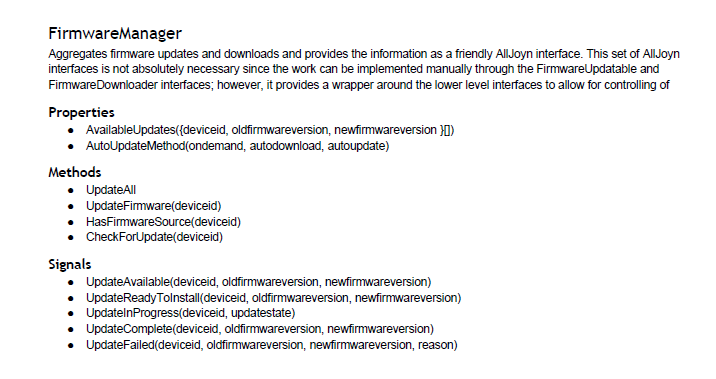 FirmwareManager
Aggregates firmware updates and downloads and provides the information as a friendly AllJoyn interface. This set of AllJoyn
interfaces is not absolutely necessary since the work can be implemented manually through the FirmwareUpdatable and
FirmwareDownloader interfaces; however, it provides a wrapper around the lower level interfaces to allow for controlling of
Properties
● AvailableUpdates({deviceid, oldfirmwareversion, newfirmwareversion }[])
● AutoUpdateMethod(ondemand, autodownload, autoupdate)
Methods
● UpdateAll
● UpdateFirmware(deviceid)
● HasFirmwareSource(deviceid)
● CheckForUpdate(deviceid)
Signals
● UpdateAvailable(deviceid, oldfirmwareversion, newfirmwareversion)
● UpdateReadyToInstall(deviceid, oldfirmwareversion, newfirmwareversion)
● UpdateInProgress(deviceid, updatestate)
● UpdateComplete(deviceid, oldfirmwareversion, newfirmwareversion)
● UpdateFailed(deviceid, oldfirmwareversion, newfirmwareversion, reason)